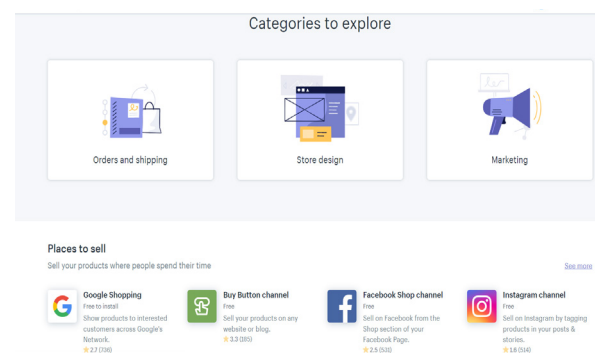 Categories to explore
Orders and shipping
Store design
Marketing
Places to sell
Sell your products where people spend their time
See more
Google Shopping
Free to install
Show products to interested
customers across Google's
Network.
2.7 (736)
Buy Button channel
Free
Sell your products on any
website or blog.
3.3 (185)
Facebook Shop channel
Free
Sell on Facebook from the
Shop section of your
Facebook Page.
2.5 (531)
Instagram channel
Free
Sell on Instagram by tagging
products in your posts &
stories.
1.6 (514)